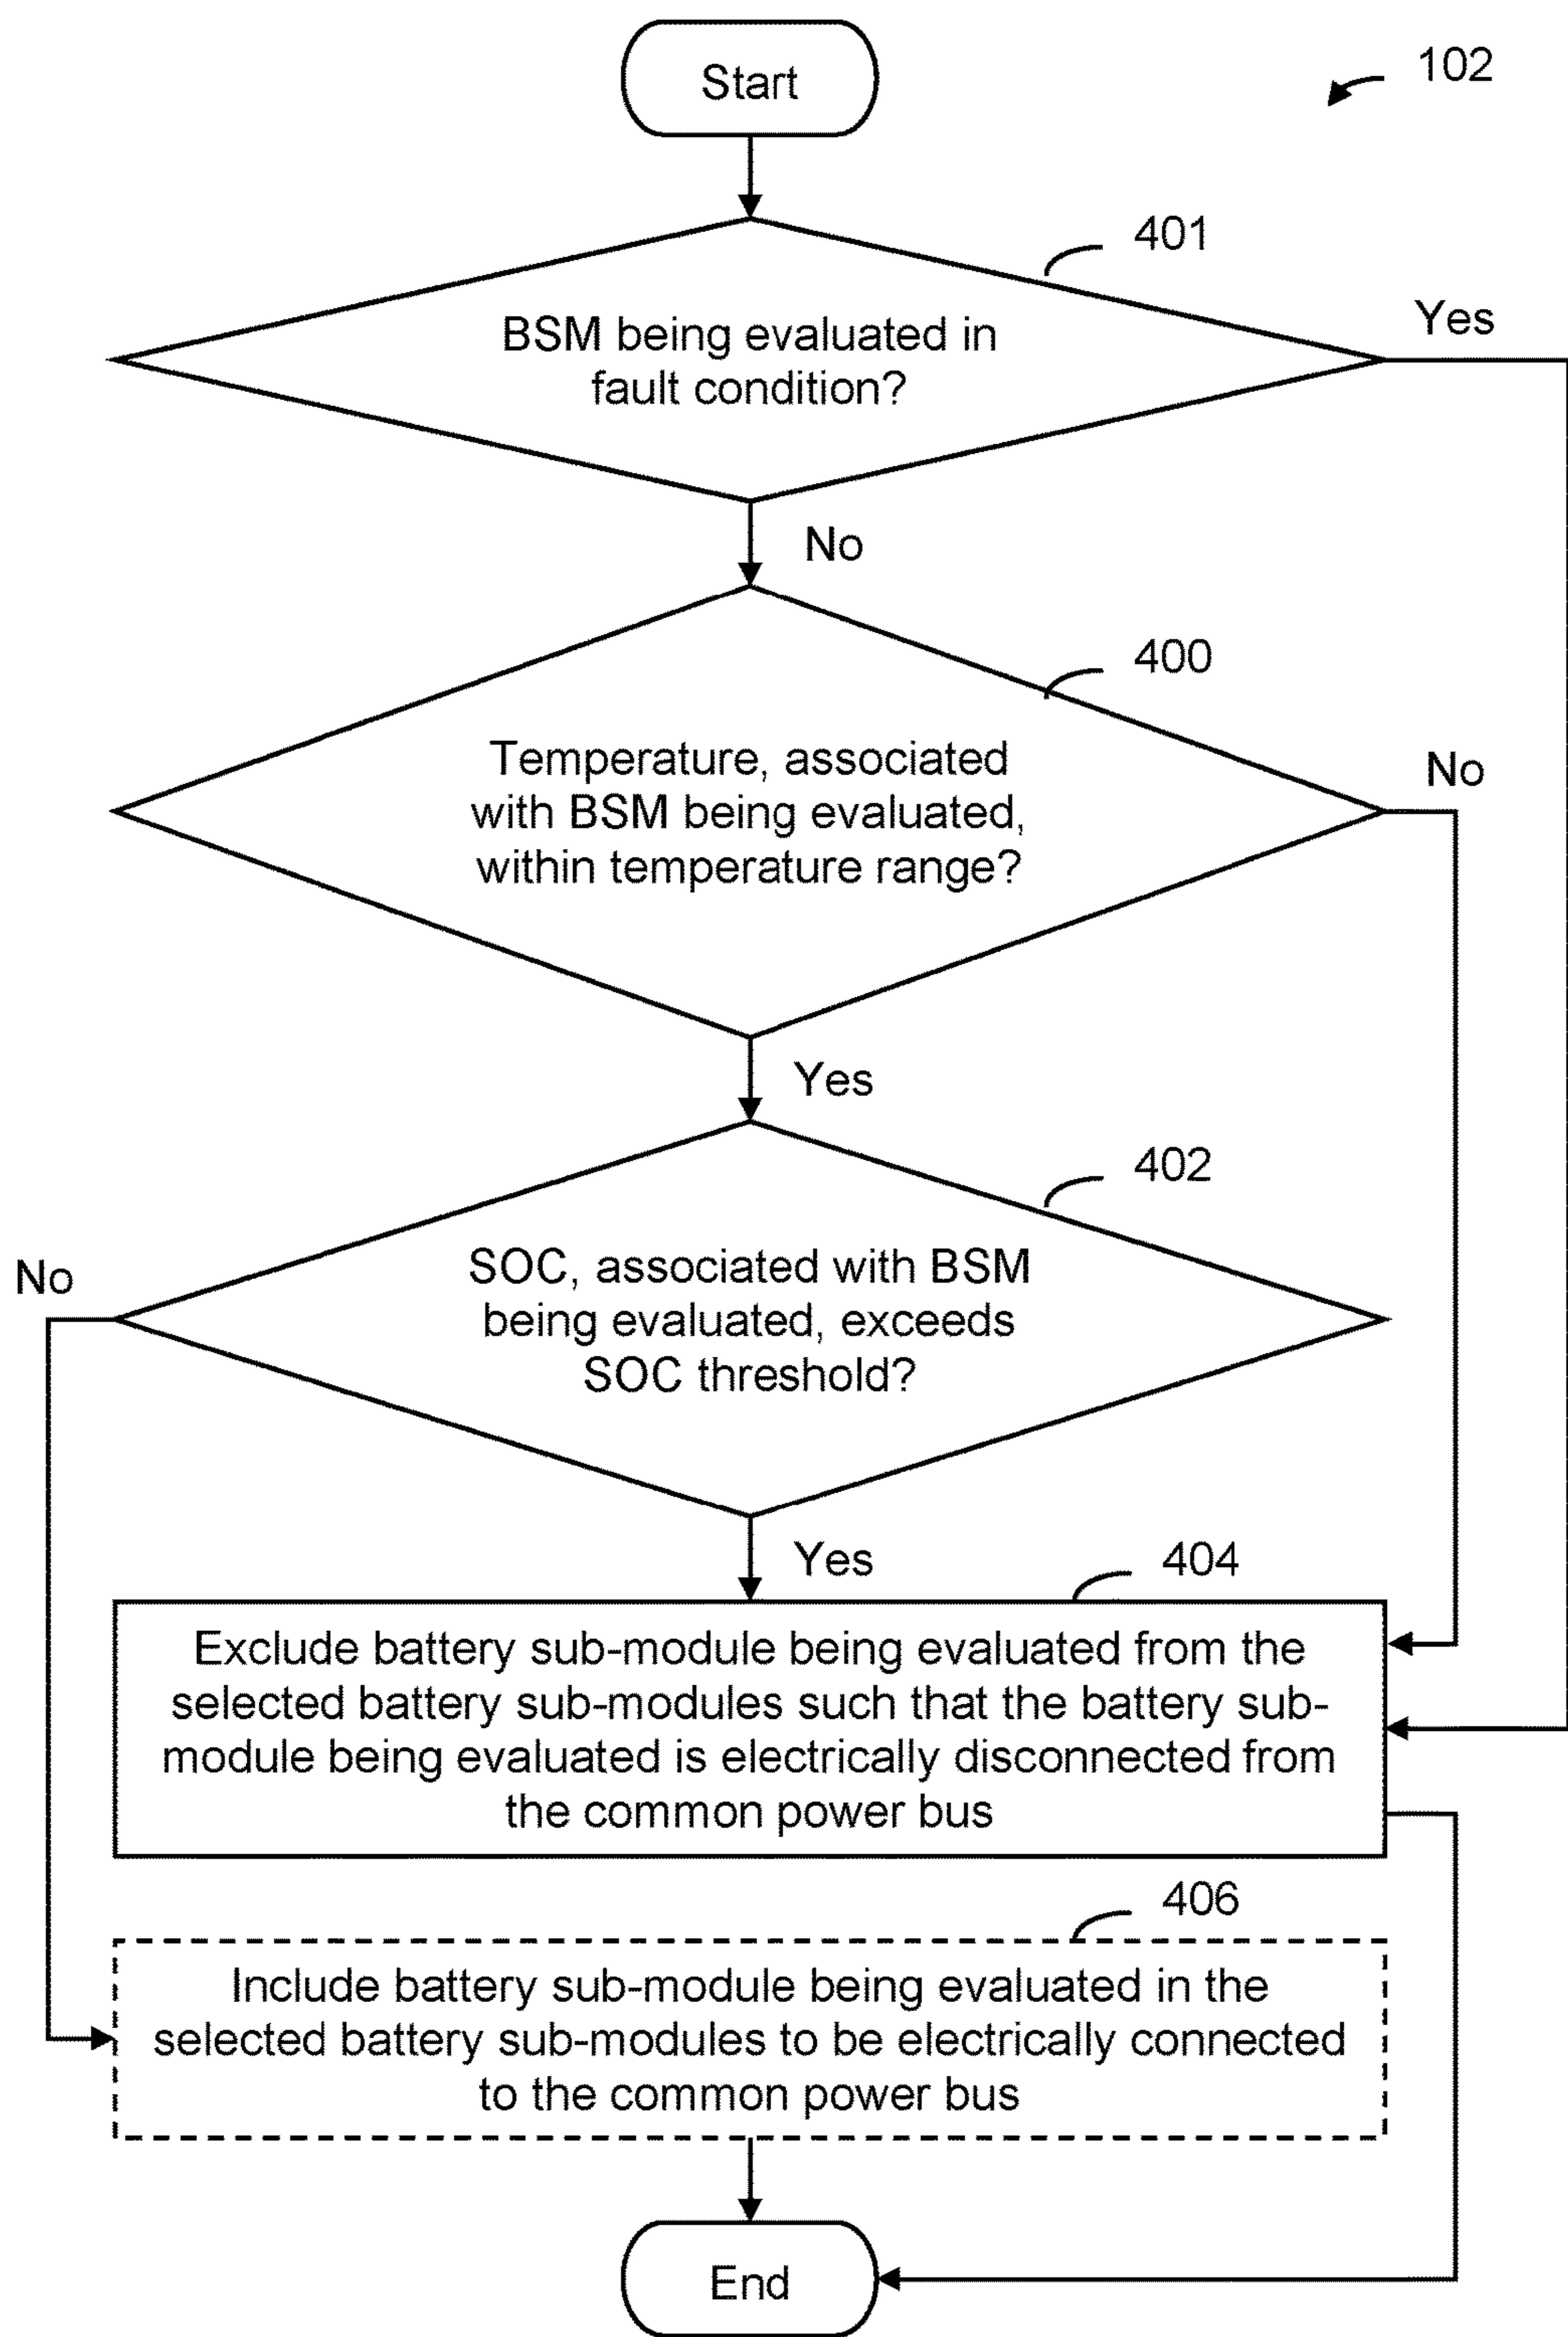 Start
102
401
BSM being evaluated in
fault condition?
Yes
No
400
Temperature, associated
with BSM being evaluated,
within temperature range?
No
Yes
402
SOC, associated with BSM
being evaluated, exceeds
SOC threshold?
No
Yes
404
Exclude battery sub-module being evaluated from the
selected battery sub-modules such that the battery sub-
module being evaluated is electrically disconnected from
the common power bus
406
Include battery sub-module being evaluated in the
selected battery sub-modules to be electrically connected
to the common power bus
End